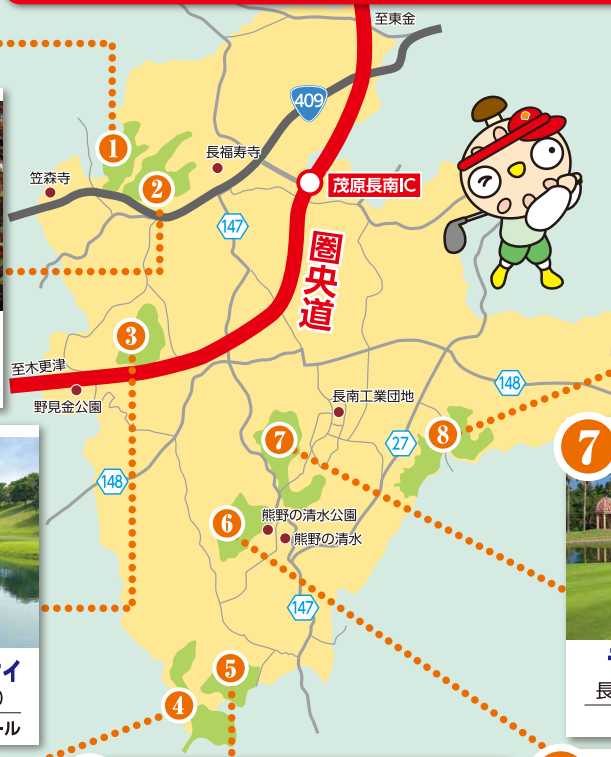 至東金
409
1
長福寺寺
2
笠森寺
茂原長南IC
147
圏央道
3
至木更津
野見金公園
148
長南工業団地
7
27
8
148
7
6
熊野の清水公園
熊野の清水
147
イ
)
ール
長
5
4